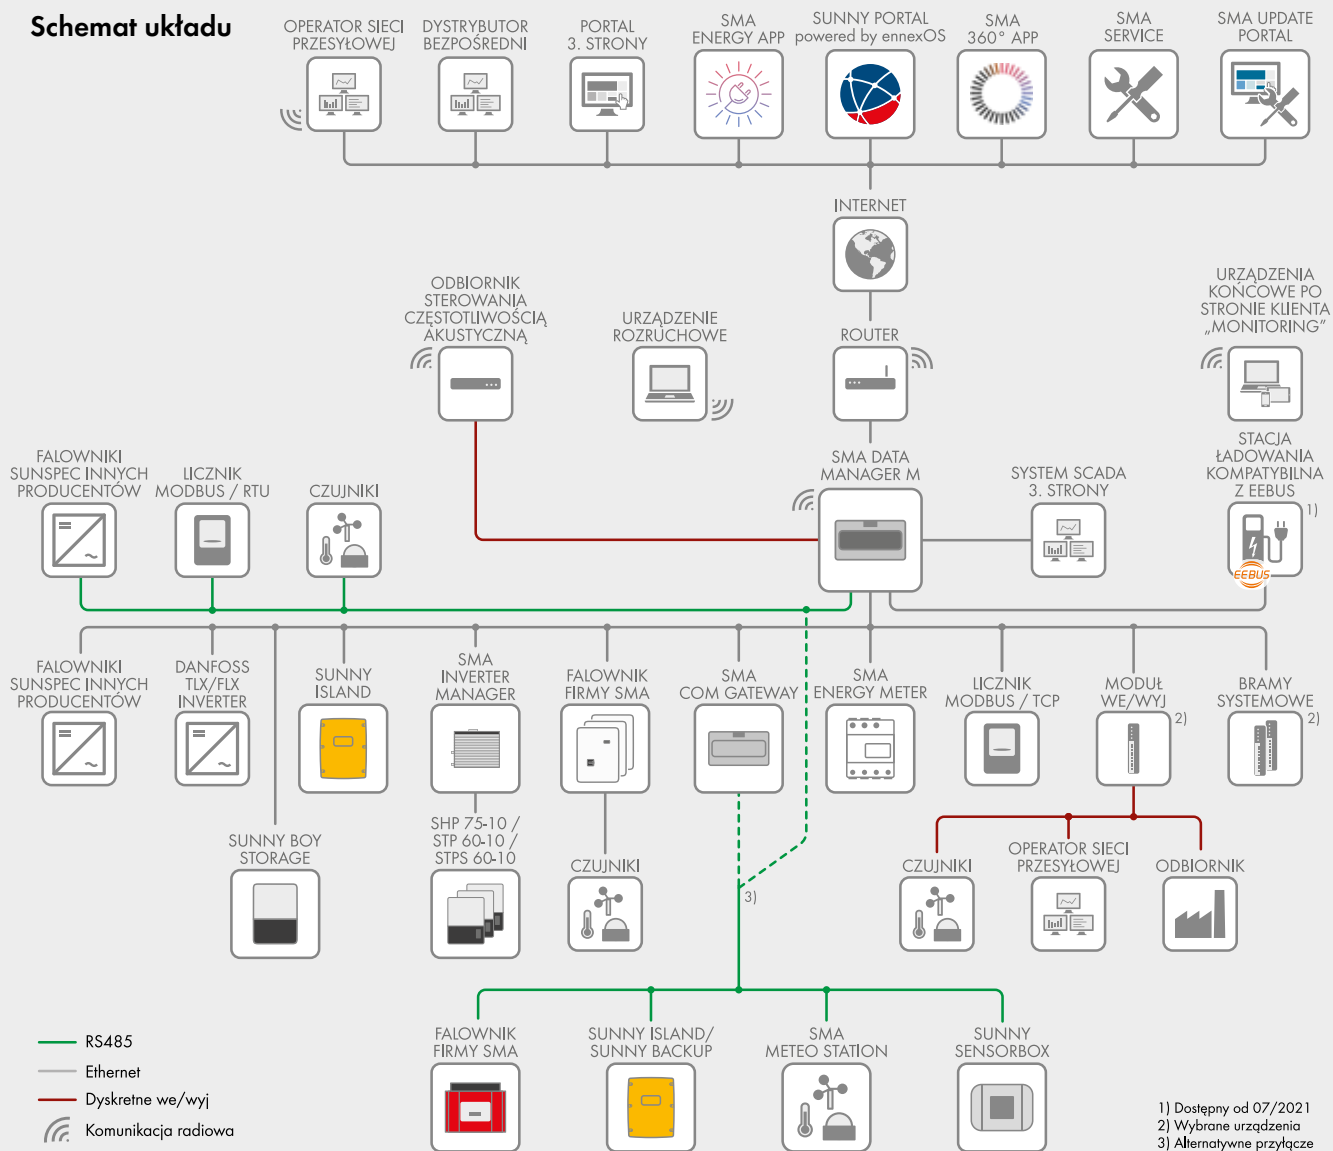 Schemat układu
OPERATOR SIECI
PRZESYŁOWEJ
DYSTRYBUTOR
BEZPOŚREDNI
PORTAL
3. STRONY
SMA
ENERGY APP
SUNNY PORTAL
powered by ennexOS
SMA
360° APP
SMA
SERVICE
SMA UPDATE
PORTAL
INTERNET
ODBIORNIK
STEROWANIA
CZĘSTOTLIWOŚCIĄ
AKUSTYCZNĄ
URZĄDZENIE
ROZRUCHOWE
ROUTER
URZĄDZENIA
KOŃCOWE PO
STRONIE KLIENTA
„MONITORING”
FALOWNIKI
SUNSPEC INNYCH
PRODUCENTÓW
LICZNIK
MODBUS / RTU
CZUJNIKI
SMA DATA
MANAGER M
SYSTEM SCADA
3. STRONY
STACJA
ŁADOWANIA
KOMPATYBILNA
Z EEBUS
1)
EEBUS
FALOWNIKI
SUNSPEC INNYCH
PRODUCENTÓW
DANFOSS
TLX/FLX
INVERTER
SUNNY
ISLAND
SMA
INVERTER
MANAGER
FALOWNIK
FIRMY SMA
SMA
COM GATEWAY
SMA
ENERGY METER
LICZNIK
MODBUS / TCP
MODUŁ
WE/WYJ
2)
BRAMY
SYSTEMOWE
2)
SUNNY BOY
STORAGE
SHP 75-10 /
STP 60-10 /
STPS 60-10
CZUJNIKI
3)
CZUJNIKI
OPERATOR SIECI
PRZESYŁOWEJ
ODBIORNIK
FALOWNIK
FIRMY SMA
SUNNY ISLAND/
SUNNY BACKUP
SMA
METEO STATION
SUNNY
SENSORBOX
RS485
Ethernet
Dyskretne we/wyj
Komunikacja radiowa
1) Dostępny od 07/2021
2) Wybrane urządzenia
3) Alternatywne przyłącze